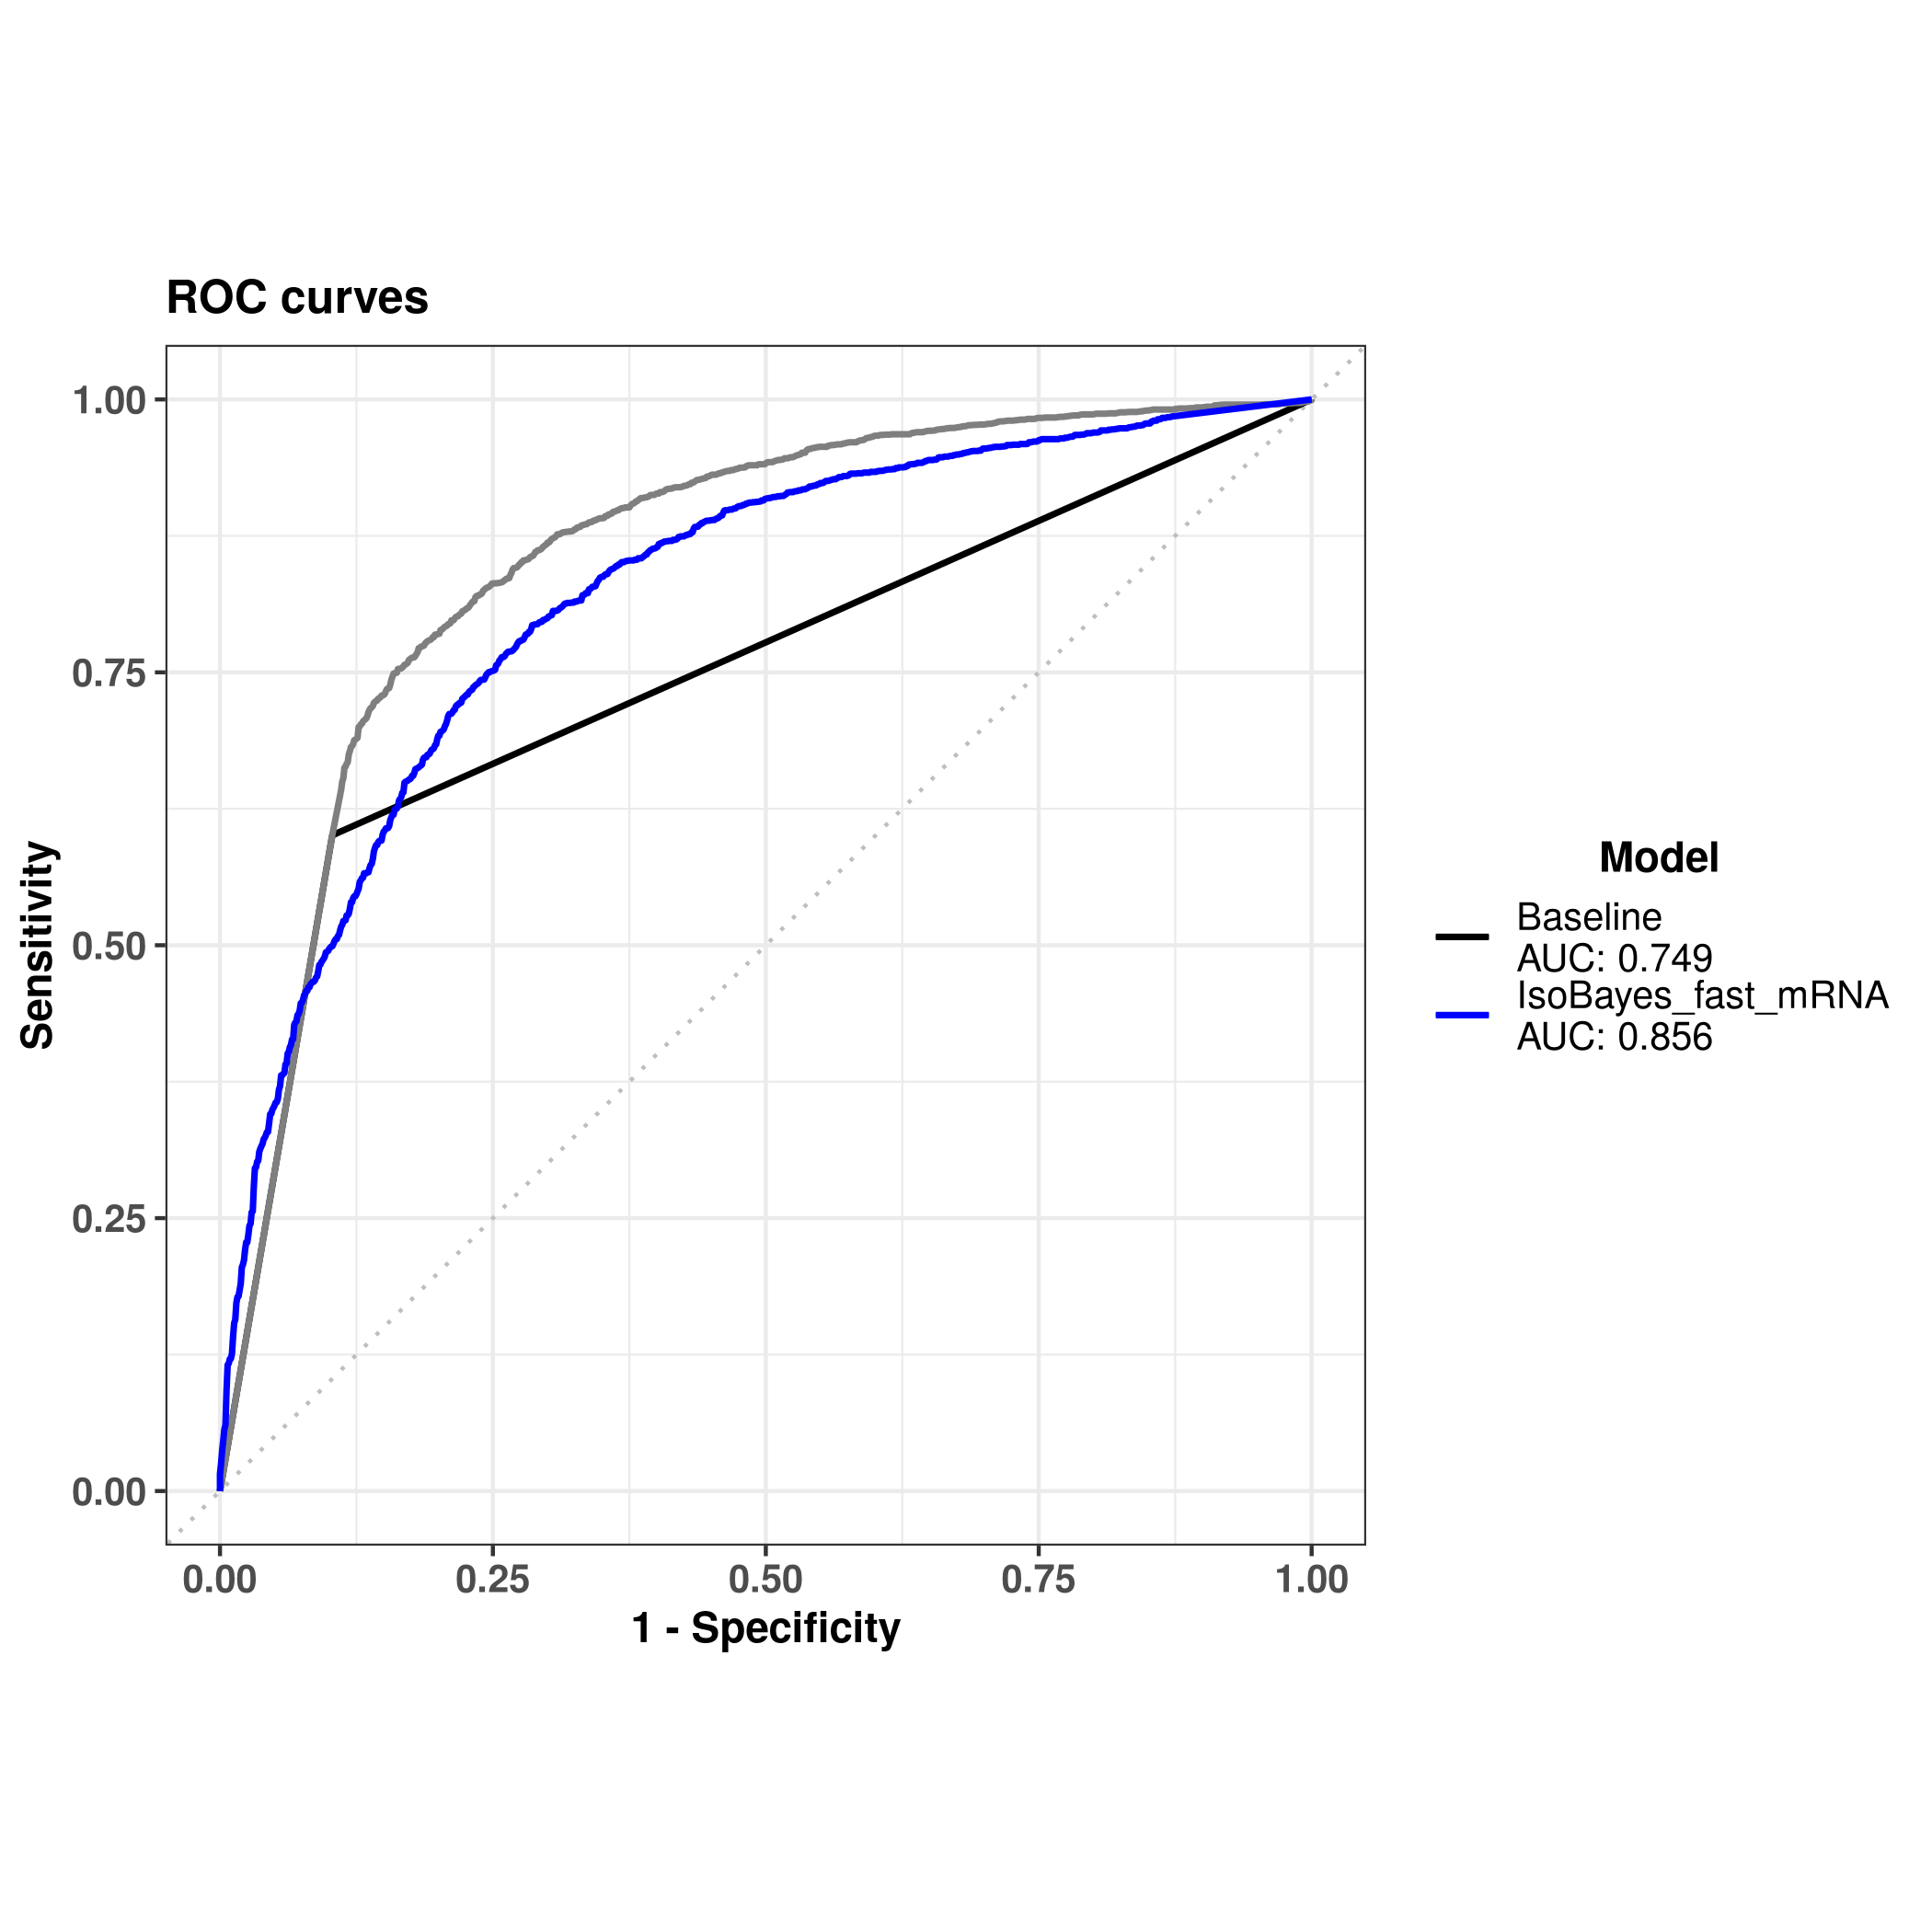 ROC curves
1.00
0.75
0.50
0.25
0.00
Sensitivity
0.00 0.25 0.50 0.75 1.00
1 - Specificity
Model
Baseline
AUC: 0.749
IsoBayes_fast_mRNA
AUC: 0.856